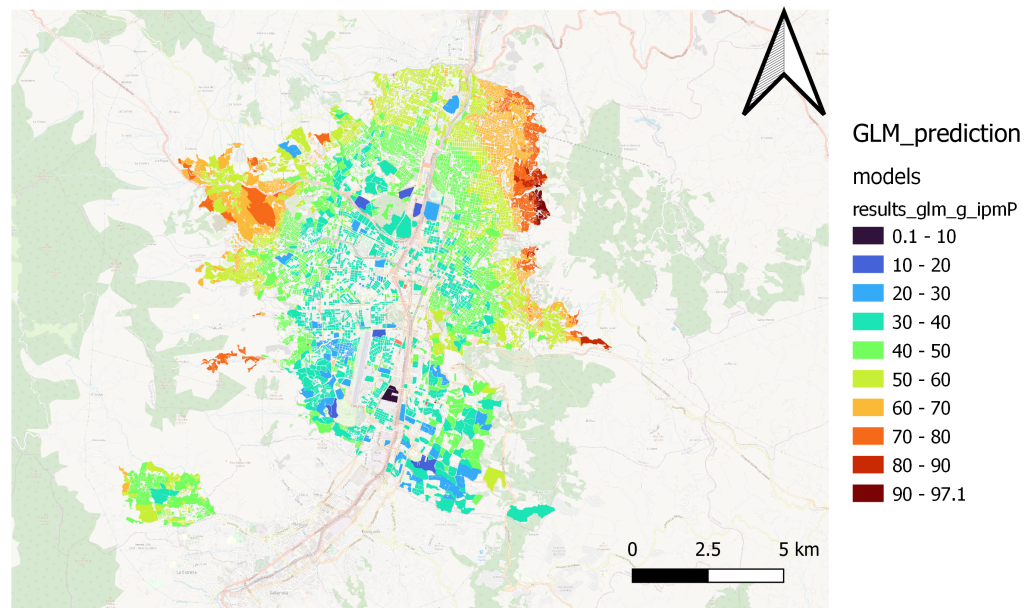 GLM_prediction
models
results_glm_g_ipmP
0.1 - 10
10 - 20
20 - 30
30 - 40
40 - 50
50 - 60
60 - 70
70 - 80
80 - 90
90 - 97.1
0 2.5 5 km